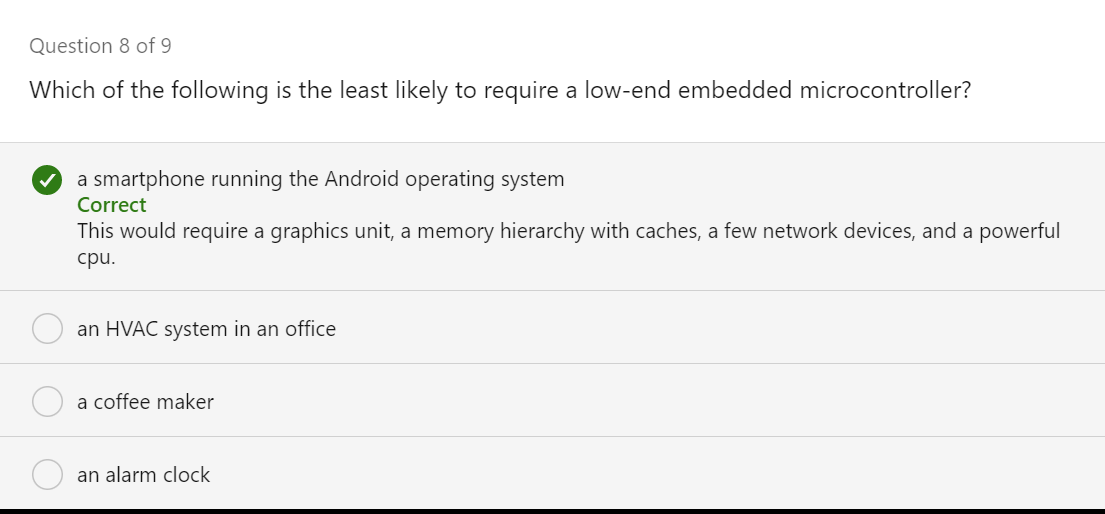 Question 8 of 9
Which of the following is the least likely to require a low-end embedded microcontroller?
a smartphone running the Android operating system
Correct
This would require a graphics unit, a memory hierarchy with caches, a few network devices, and a powerful
cpu.
an HVAC system in an office
a coffee maker
an alarm clock